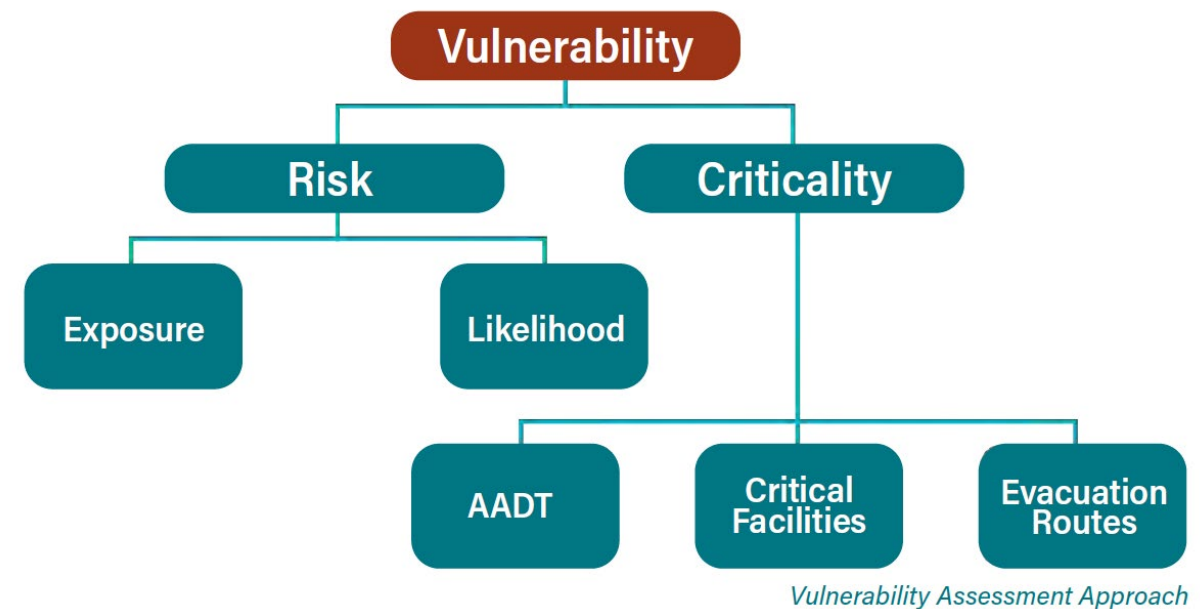 Vulnerability
Risk
Criticality
Exposure
Likelihood
AADT
Critical
Facilities
Evacuation
Routes
Vulnerability Assessment Approach